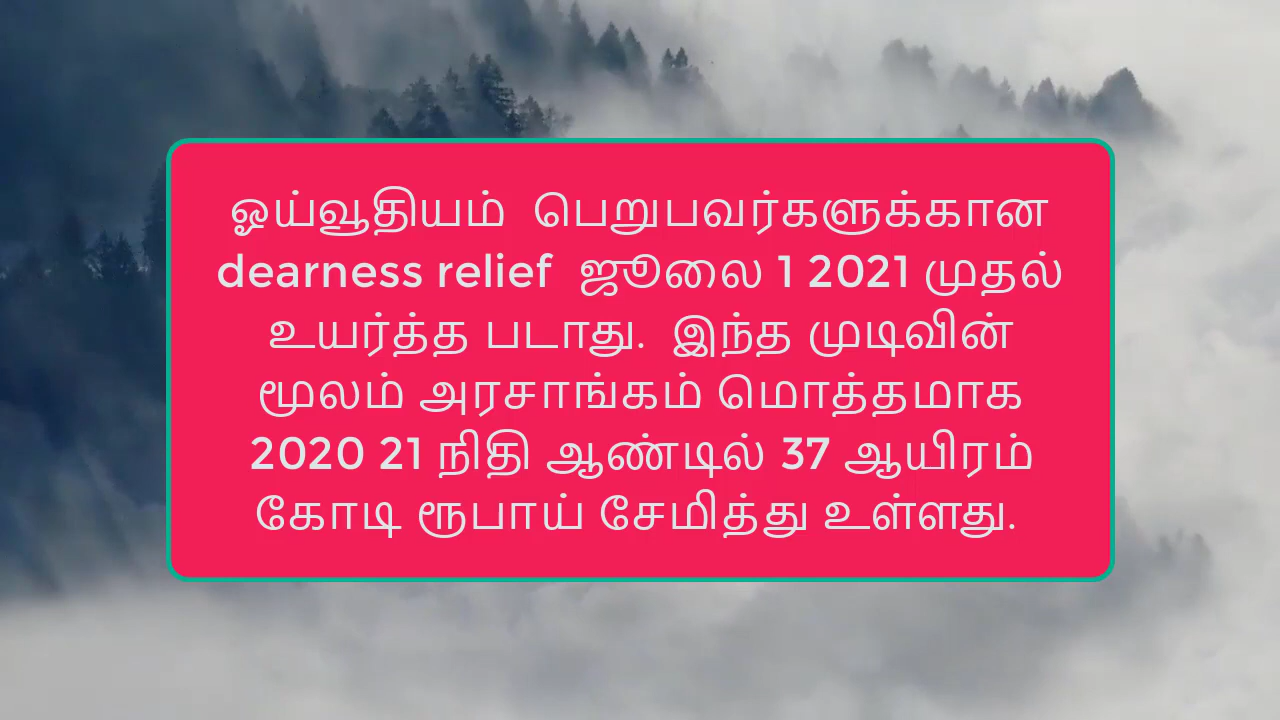 ஓய்வூதியம் பெறுபவர்களுக்கான
dearness relief ஜூலை 1 2021 முதல்
உயர்த்த படாது. இந்த முடிவின்
மூலம் அரசாங்கம் மொத்தமாக
2020 21 நிதி ஆண்டில் 37 ஆயிரம்
கோடி ரூபாய் சேமித்து உள்ளது.